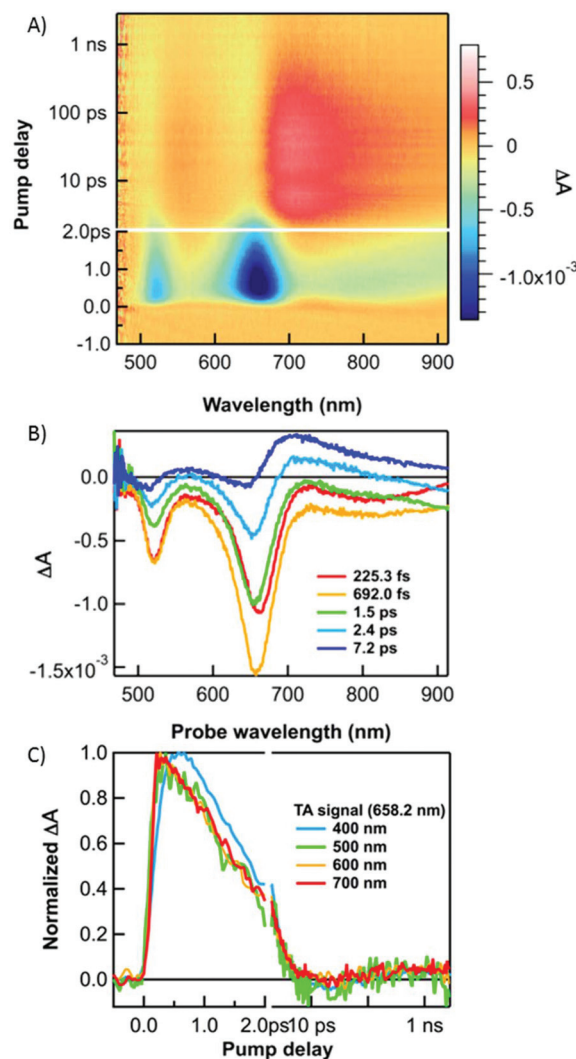 A)
1 ns
100 ps
10 ps
2.0ps
1.0
0.0
-1.0
Pump delay
500 600 700 800 900
Wavelength (nm)
0.5
0
-0.5
-1.0x10⁻³
ΔA
B)
0.0
-0.5
-1.0
-1.5x10⁻³
ΔA
225.3 fs
692.0 fs
1.5 ps
2.4 ps
7.2 ps
500 600 700 800 900
Probe wavelength (nm)
C)
1.0
0.8
0.6
0.4
0.2
0.0
Normalized ΔA
TA signal (658.2 nm)
400 nm
500 nm
600 nm
700 nm
0.0 1.0 2.0ps 10 ps 1 ns
Pump delay